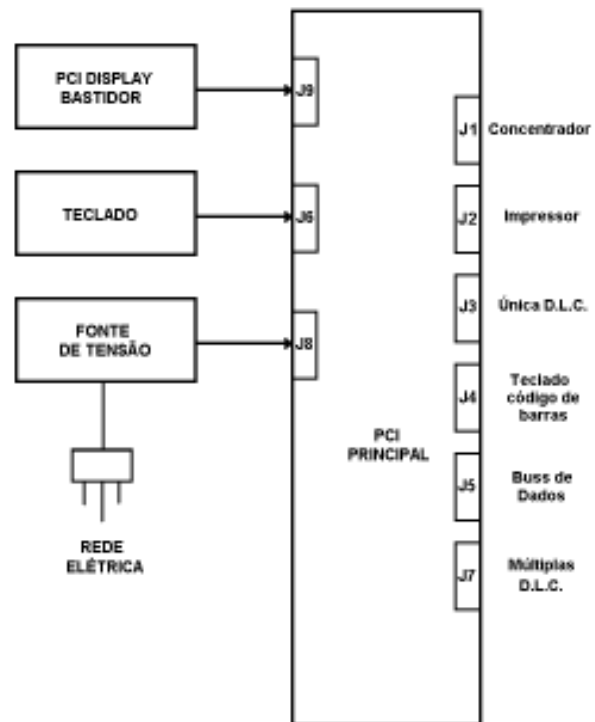 PCI DISPLAY
BASTIDOR
J9
TECLADO
J6
FONTE
DE TENSÃO
J8
REDE
ELÉTRICA
PCI
PRINCIPAL
J1 Concentrador
J2 Impressor
J3 Única D.L.C.
J4
Teclado
código de
barras
J5
Buss de
Dados
J7
Múltiplas
D.L.C.